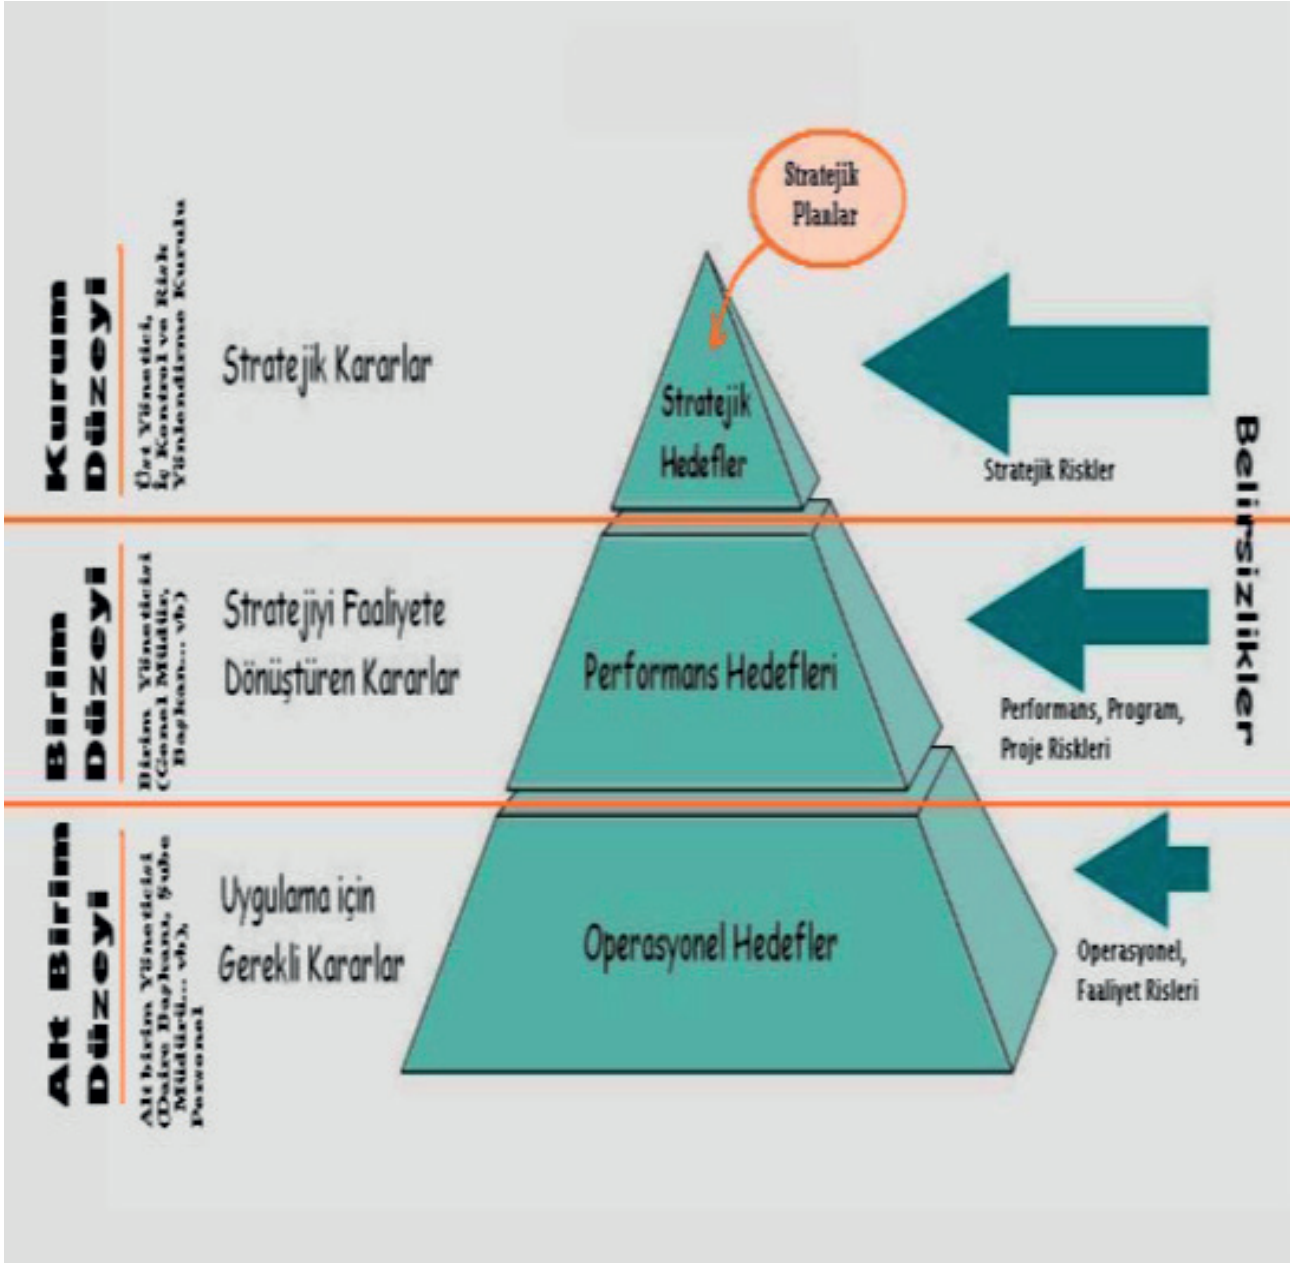 Stratejik
Planlar
Kurum
Düzeyi
Üst Yönetici,
İç Kontrol ve Risk
Yönlendirme Kurulu
Stratejik Kararlar
Stratejik
Hedefler
Stratejik Riskler
Belirsizlikler
Birim
Düzeyi
Birim Yöneticisi
(Genel Müdür,
Başkan... vb)
Stratejiyi Faaliyete
Dönüştüren Kararlar
Performans Hedefleri
Performans, Program,
Proje Riskleri
Alt Birim
Düzeyi
Alt birim Yöneticisi
(Daire Başkanı, Şube
Müdürü... vb),
Personel
Uygulama için
Gerekli Kararlar
Operasyonel Hedefler
Operasyonel,
Faaliyet Risleri